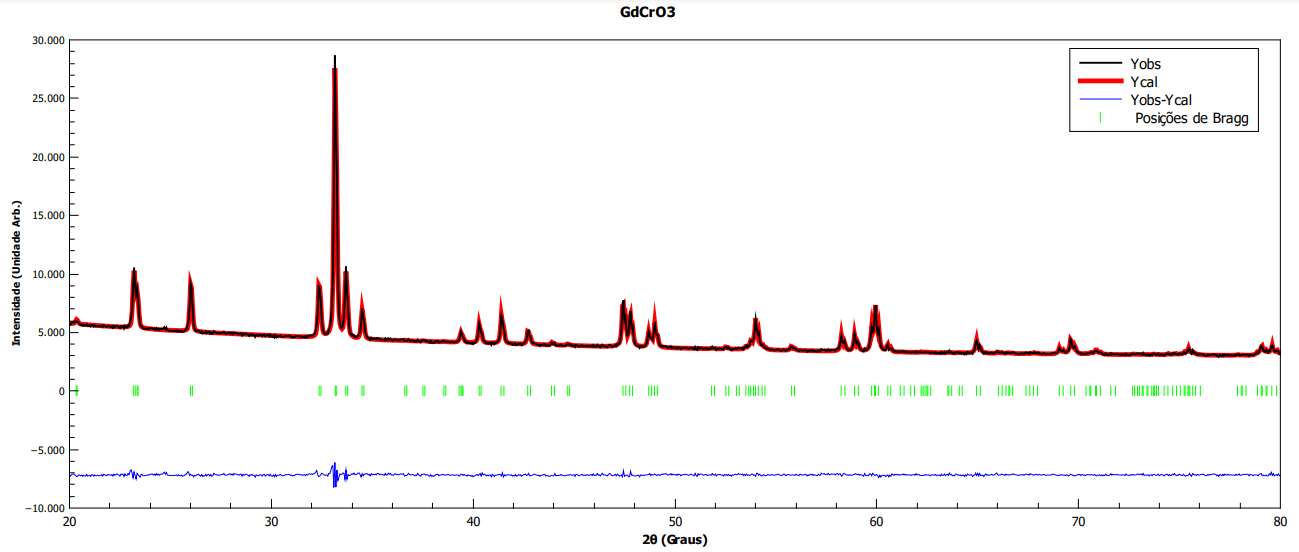 GdCrO3
30.000
25.000
20.000
15.000
10.000
5.000
0
−5.000
−10.000
Intensidade (Unidade Arb.)
Yobs
Ycal
Yobs-Ycal
Posições de Bragg
20
30
40
50
60
70
80
2θ (Graus)